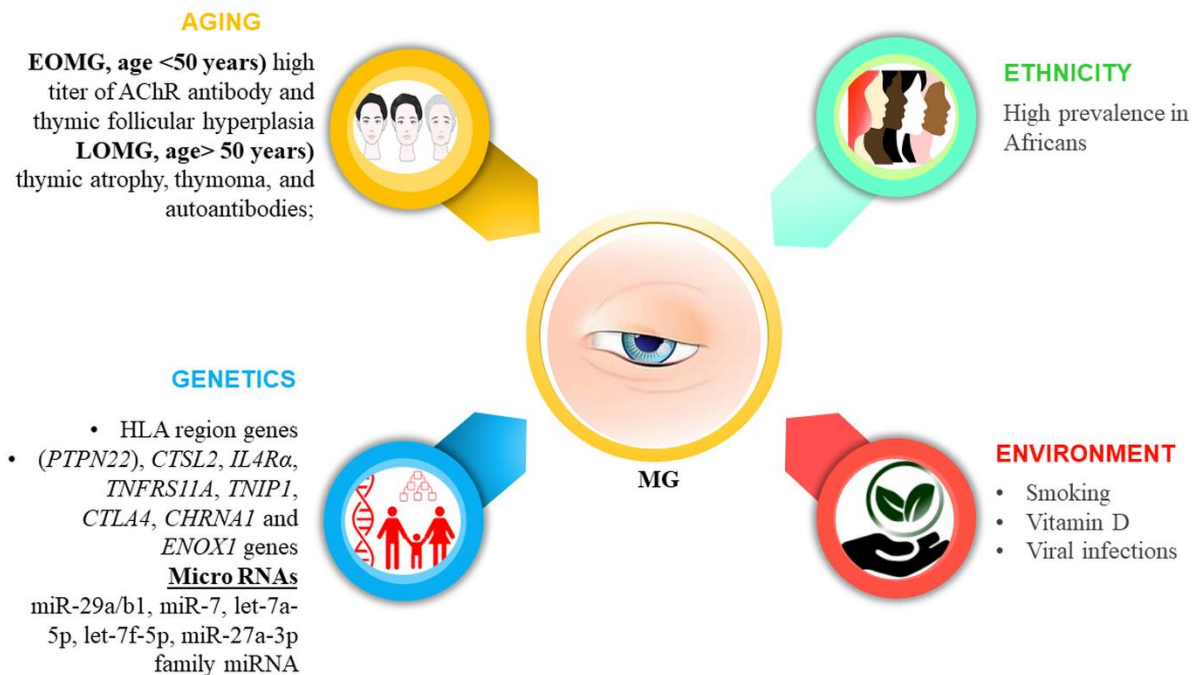 AGING
EOMG, age <50 years) high
titer of AChR antibody and
thymic follicular hyperplasia
LOMG, age> 50 years)
thymic atrophy, thymoma, and
autoantibodies;
ETHNICITY
High prevalence in
Africans
GENETICS
• HLA region genes
• (PTPN22), CTSL2, IL4Rα,
TNFRS11A, TNIP1,
CTLA4, CHRNA1 and
ENOX1 genes
Micro RNAs
miR-29a/b1, miR-7, let-7a-
5p, let-7f-5p, miR-27a-3p
family miRNA
MG
ENVIRONMENT
• Smoking
• Vitamin D
• Viral infections